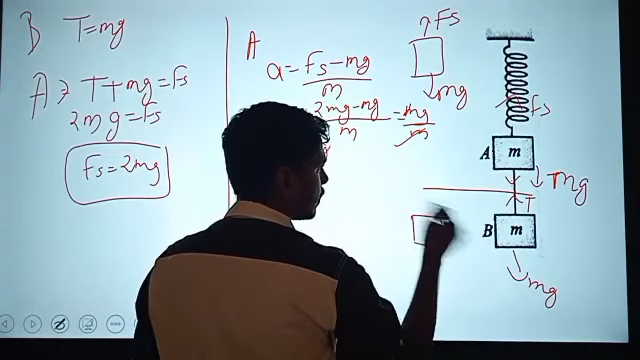 B T=mg
A⇒ T+mg=Fs
2mg=Fs
Fs=2mg
A
a=Fs-mg/m
2mg-mg/m=mg/m
Fs
mg
Fs
A m
mg
T
B m
mg